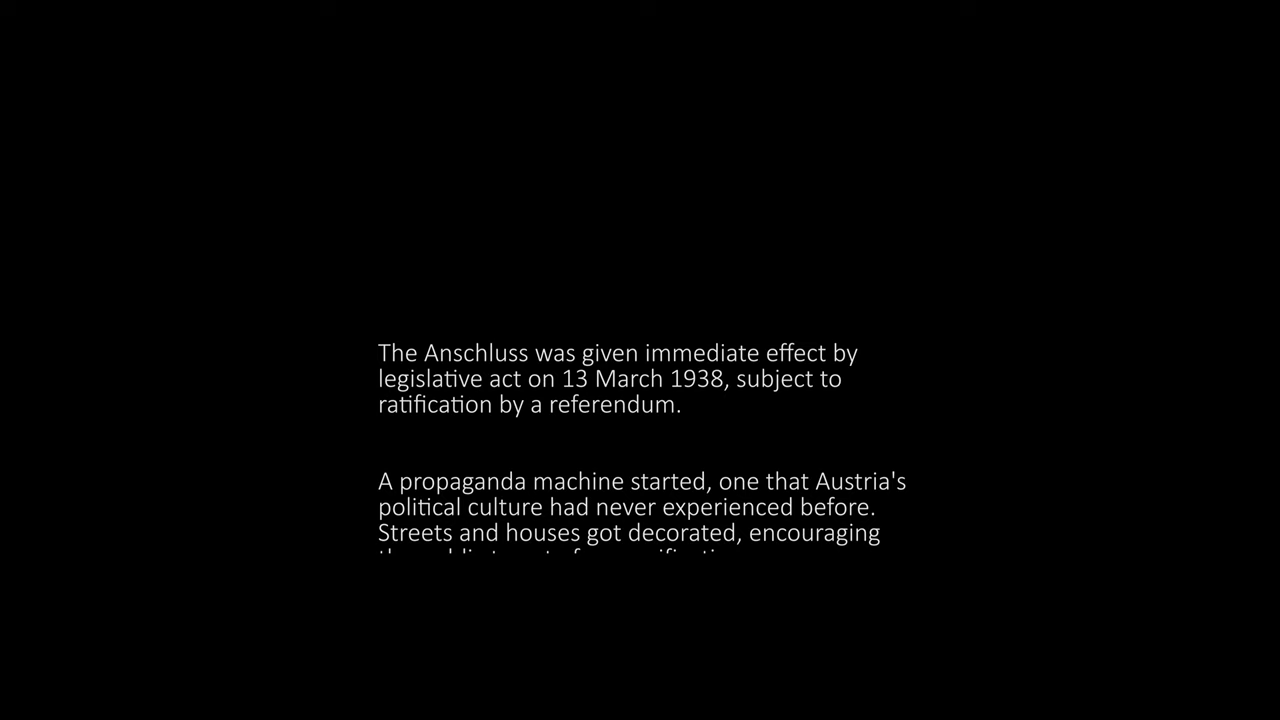 The Anschluss was given immediate effect by
legislative act on 13 March 1938, subject to
ratification by a referendum.
A propaganda machine started, one that Austria's
political culture had never experienced before.
Streets and houses got decorated, encouraging